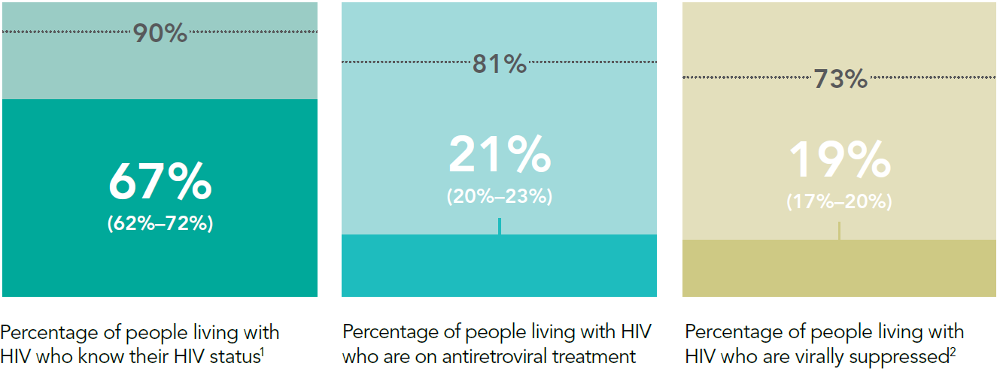 90%
67%
(62%–72%)
Percentage of people living with
HIV who know their HIV status¹
81%
21%
(20%–23%)
Percentage of people living with HIV
who are on antiretroviral treatment
73%
19%
(17%–20%)
Percentage of people living with
HIV who are virally suppressed²